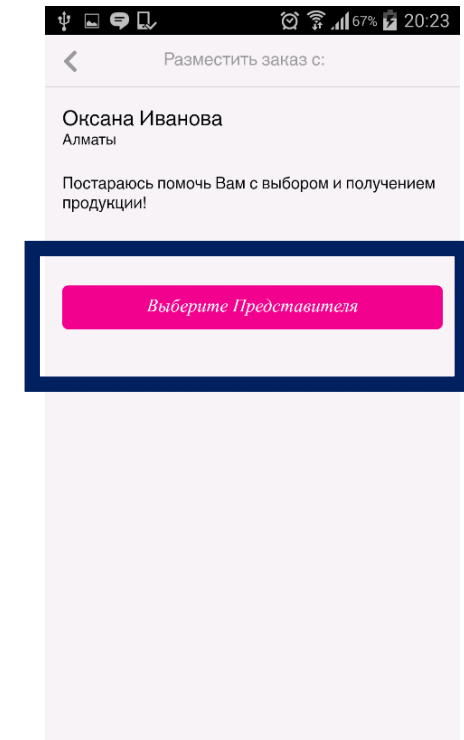 67% 20:23
Разместить заказ с:
Оксана Иванова
Алматы
Постараюсь помочь Вам с выбором и получением
продукции!
Выберите Представителя